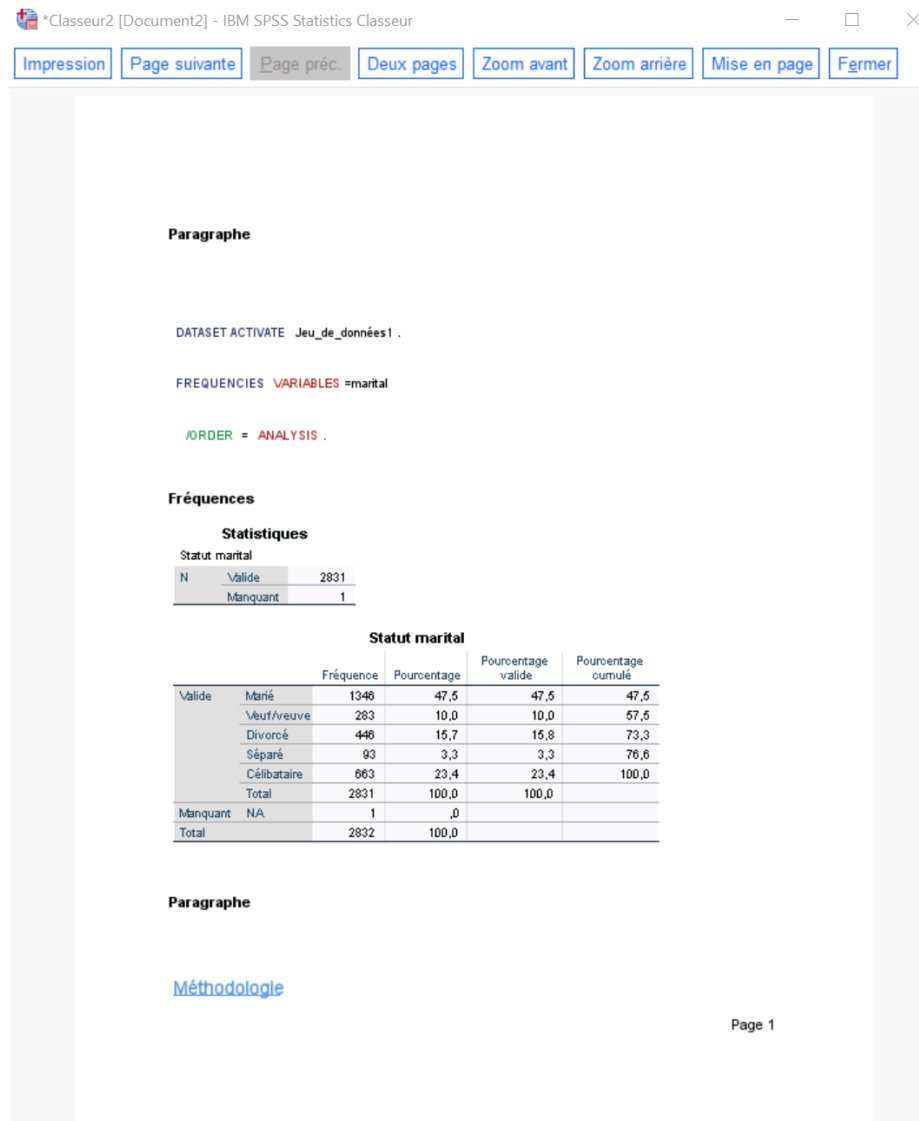 *Classeur2 [Document2] - IBM SPSS Statistics Classeur
Impression Page suivante Page préc. Deux pages Zoom avant Zoom arrière Mise en page Fermer
Paragraphe
DATASET ACTIVATE Jeu_de_données1 .
FREQUENCIES VARIABLES =marital
/ORDER = ANALYSIS .
Fréquences
Statistiques
Statut marital
N Valide 2831
Manquant 1
Statut marital
Fréquence Pourcentage Pourcentage valide Pourcentage cumulé
Valide Marié 1346 47,5 47,5 47,5
Veuf/veuve 283 10,0 10,0 57,5
Divorcé 446 15,7 15,8 73,3
Séparé 93 3,3 3,3 76,6
Célibataire 663 23,4 23,4 100,0
Total 2831 100,0 100,0
Manquant NA 1 ,0
Total 2832 100,0
Paragraphe
Méthodologie
Page 1